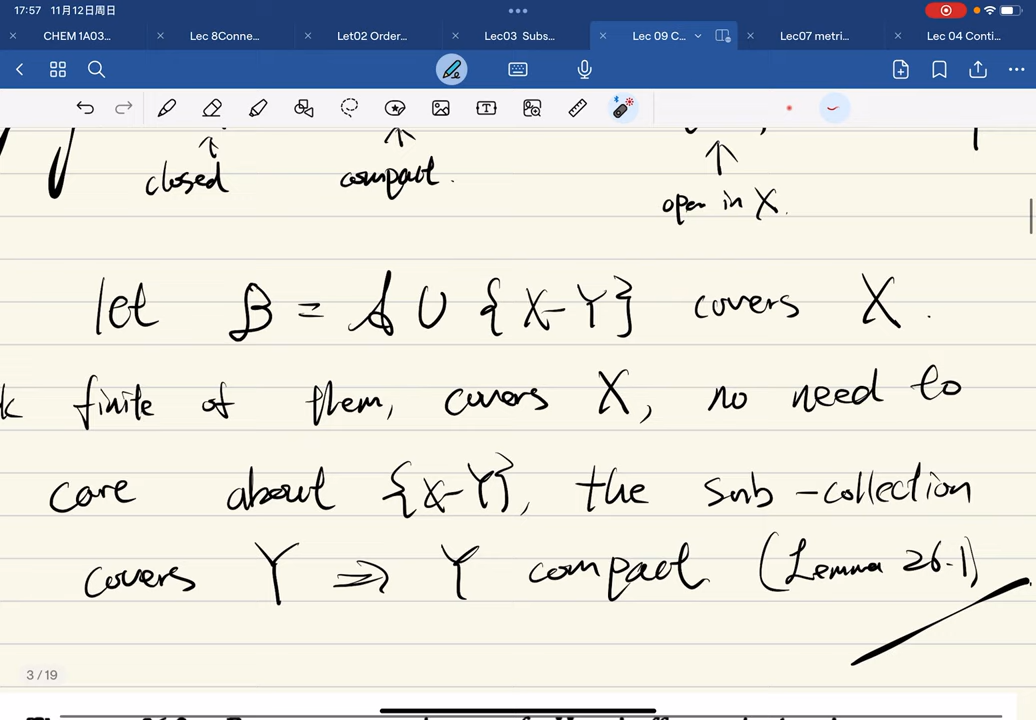 17:57 11月12日周日
CHEM 1A03... Lec 8Conne... Let02 Order... Lec03 Subs... Lec 09 C... Lec07 metri... Lec 04 Conti...
closed compact. open in X.
let B = A ∪ {X-Y} covers X.
finite of them, covers X, no need to
care about {X-Y}, the sub-collection
covers Y ⇒ Y compact (Lemma 26.1)
3 / 19